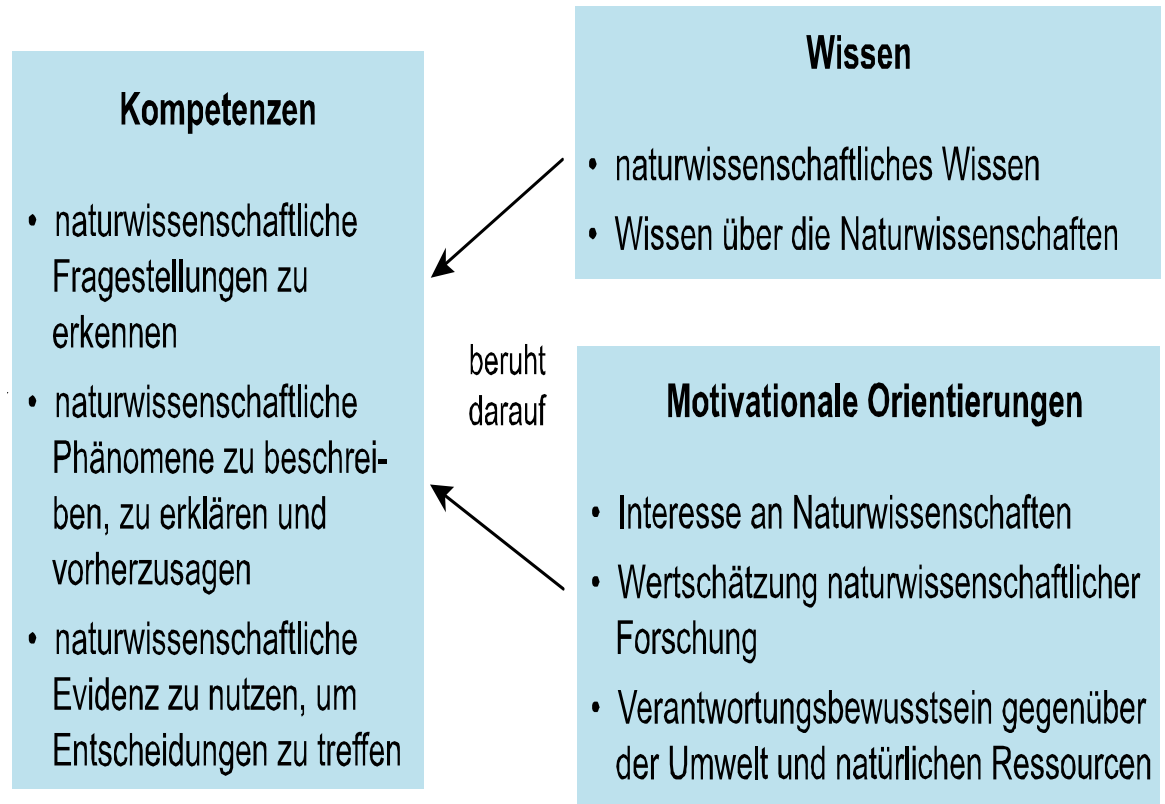 Kompetenzen
• naturwissenschaftliche
Fragestellungen zu
erkennen
• naturwissenschaftliche
Phänomene zu beschrei-
ben, zu erklären und
vorherzusagen
• naturwissenschaftliche
Evidenz zu nutzen, um
Entscheidungen zu treffen
beruht
darauf
Wissen
• naturwissenschaftliches Wissen
• Wissen über die Naturwissenschaften
Motivationale Orientierungen
• Interesse an Naturwissenschaften
• Wertschätzung naturwissenschaftlicher
Forschung
• Verantwortungsbewusstsein gegenüber
der Umwelt und natürlichen Ressourcen